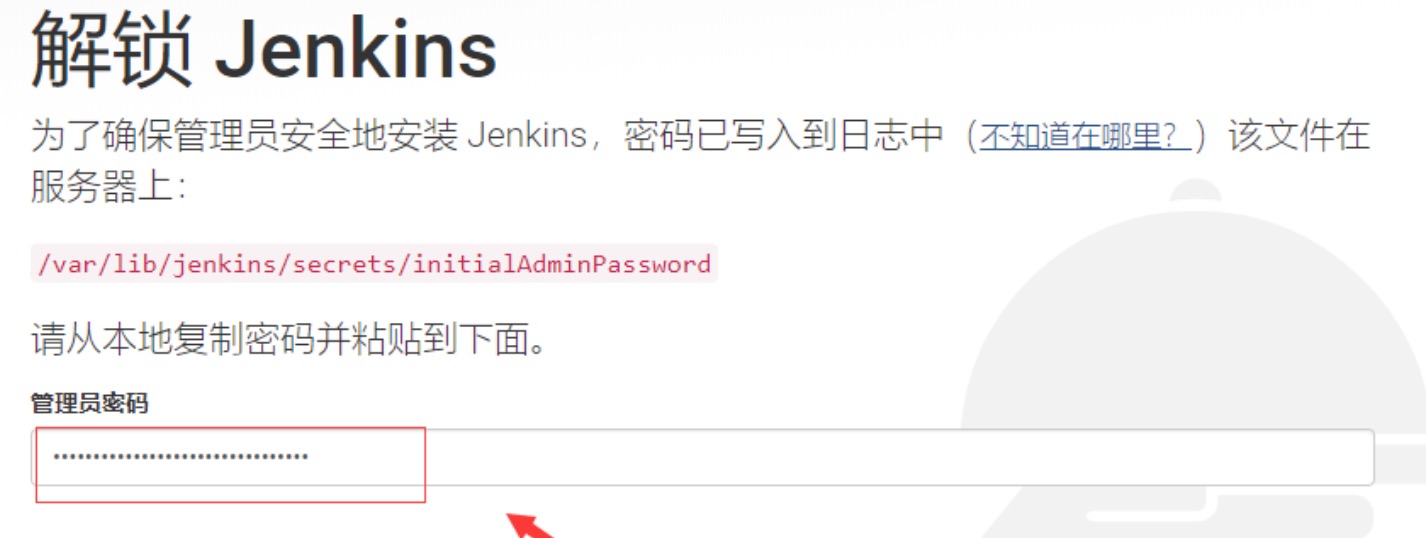 解锁 Jenkins
为了确保管理员安全地安装 Jenkins，密码已写入到日志中（不知道在哪里？）该文件在
服务器上：
/var/lib/jenkins/secrets/initialAdminPassword
请从本地复制密码并粘贴到下面。
管理员密码